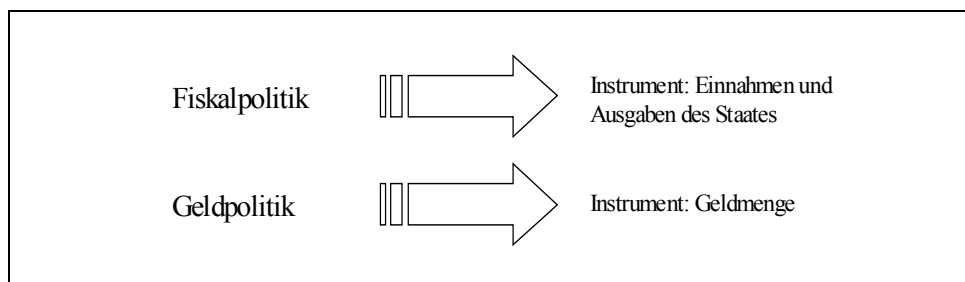 Fiskalpolitik
Instrument: Einnahmen und
Ausgaben des Staates
Geldpolitik
Instrument: Geldmenge